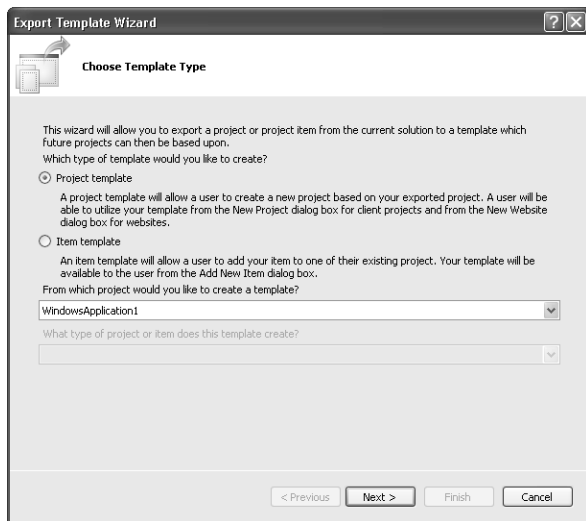 Export Template Wizard
Choose Template Type
This wizard will allow you to export a project or project item from the current solution to a template which
future projects can then be based upon.
Which type of template would you like to create?
Project template
A project template will allow a user to create a new project based on your exported project. A user will be
able to utilize your template from the New Project dialog box for client projects and from the New Website
dialog box for websites.
Item template
An item template will allow a user to add your item to one of their existing project. Your template will be
available to the user from the Add New Item dialog box.
From which project would you like to create a template?
WindowsApplication1
What type of project or item does this template create?
< Previous Next > Finish Cancel